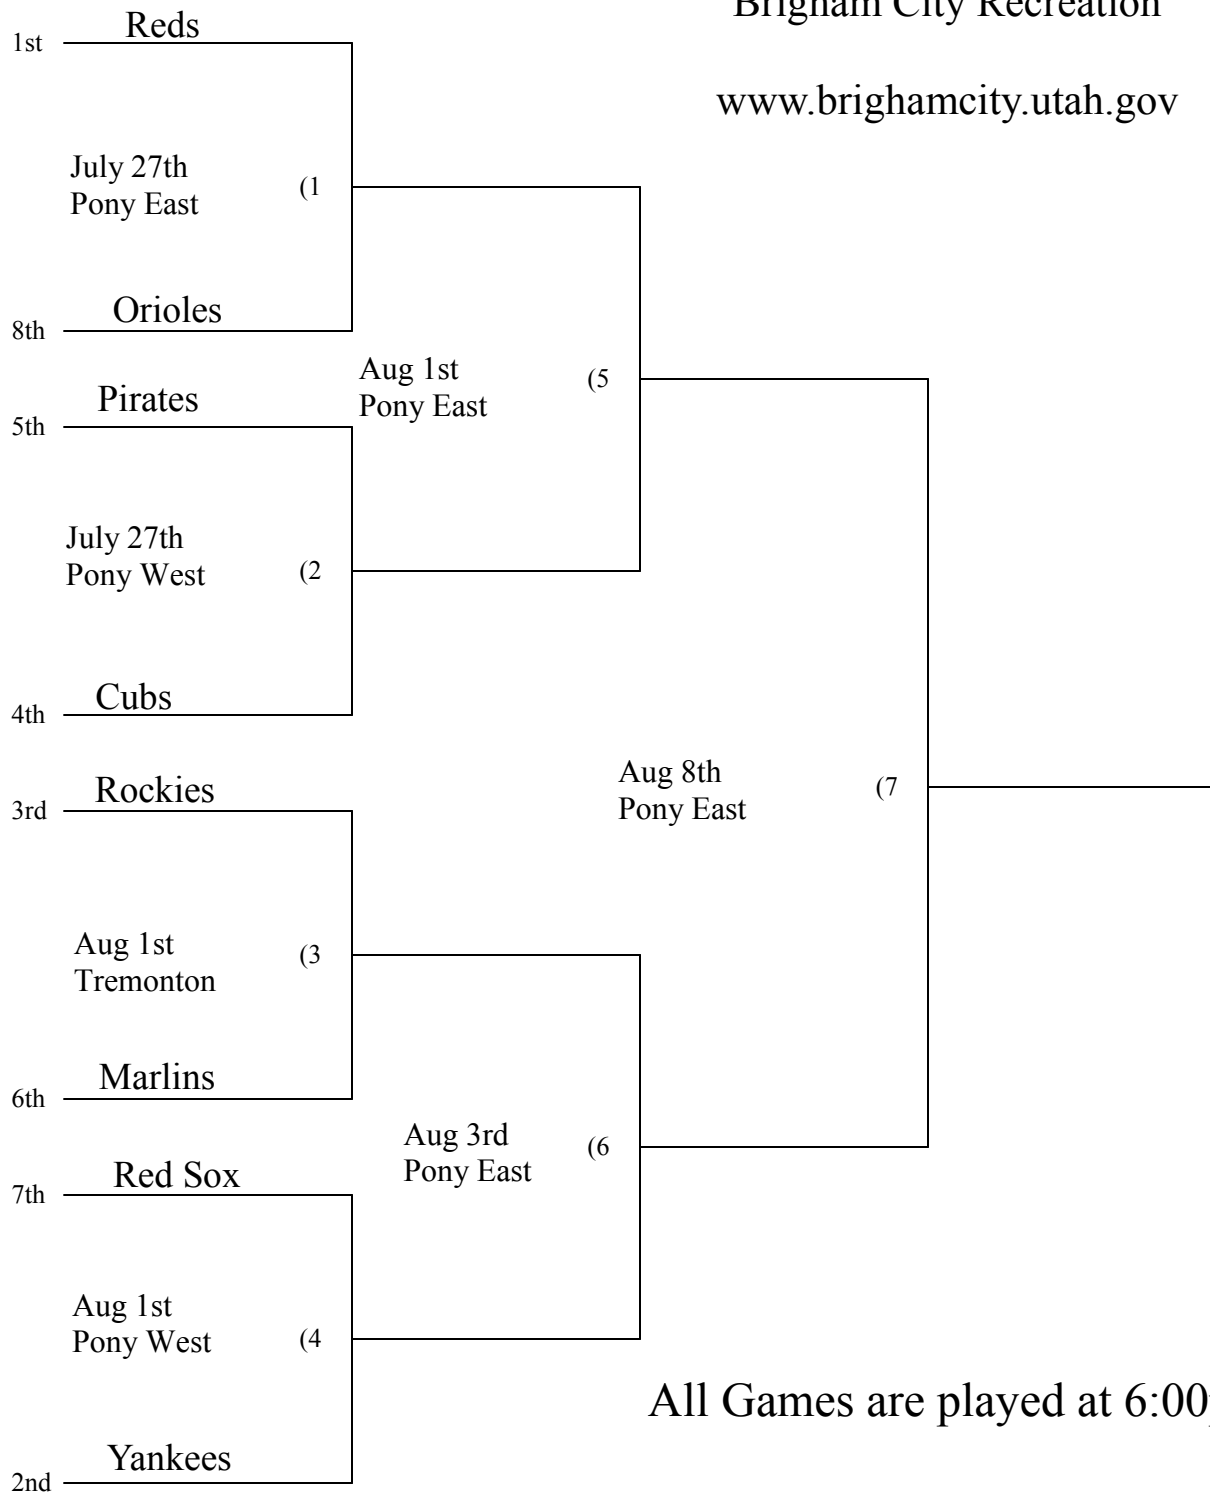 Brigham City Recreation
www.brighamcity.utah.gov
Reds
1st
July 27th
Pony East
(1
Orioles
8th
Aug 1st
Pony East
(5
Pirates
5th
July 27th
Pony West
(2
Cubs
4th
Aug 8th
Pony East
(7
Rockies
3rd
Aug 1st
Tremonton
(3
Marlins
6th
Aug 3rd
Pony East
(6
Red Sox
7th
Aug 1st
Pony West
(4
All Games are played at 6:00
Yankees
2nd